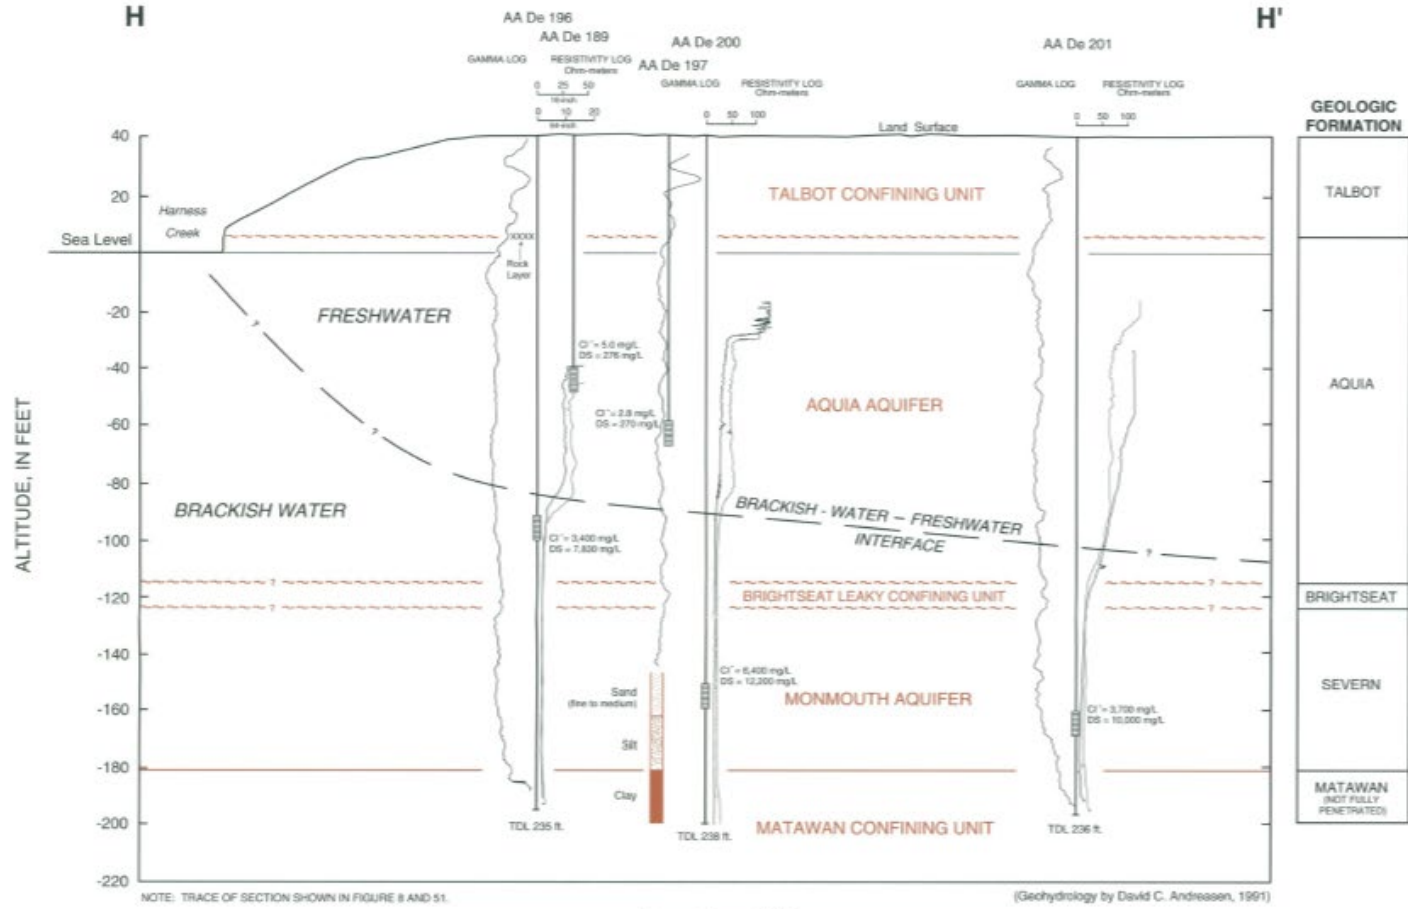 H
H'
AA De 196
AA De 189
AA De 200
AA De 197
AA De 201
GAMMA LOG
RESISTIVITY LOG
Ohm-meters
0 25 50
16-inch
0 10 20
64-inch
GAMMA LOG
RESISTIVITY LOG
Ohm-meters
0 50 100
GAMMA LOG
RESISTIVITY LOG
Ohm-meters
0 50 100
GEOLOGIC
FORMATION
Land Surface
40
20
Sea Level
-20
-40
-60
-80
-100
-120
-140
-160
-180
-200
-220
ALTITUDE, IN FEET
Harness
Creek
TALBOT CONFINING UNIT
TALBOT
XXXX
Rock
Layer
FRESHWATER
?
?
Cl⁻ = 5.0 mg/L
DS = 276 mg/L
Cl⁻ = 2.8 mg/L
DS = 270 mg/L
AQUIA AQUIFER
AQUIA
BRACKISH WATER
BRACKISH - WATER – FRESHWATER
INTERFACE
?
Cl⁻ = 3,400 mg/L
DS = 7,830 mg/L
?
?
BRIGHTSEAT LEAKY CONFINING UNIT
?
?
BRIGHTSEAT
Cl⁻ = 6,400 mg/L
DS = 12,200 mg/L
Sand
(fine to medium)
MONMOUTH AQUIFER
SEVERN
Cl⁻ = 3,700 mg/L
DS = 10,000 mg/L
Silt
Clay
MATAWAN
(NOT FULLY
PENETRATED)
TDL 235 ft.
TDL 238 ft.
MATAWAN CONFINING UNIT
TDL 236 ft.
NOTE: TRACE OF SECTION SHOWN IN FIGURE 8 AND 51.
(Geohydrology by David C. Andreasen, 1991)